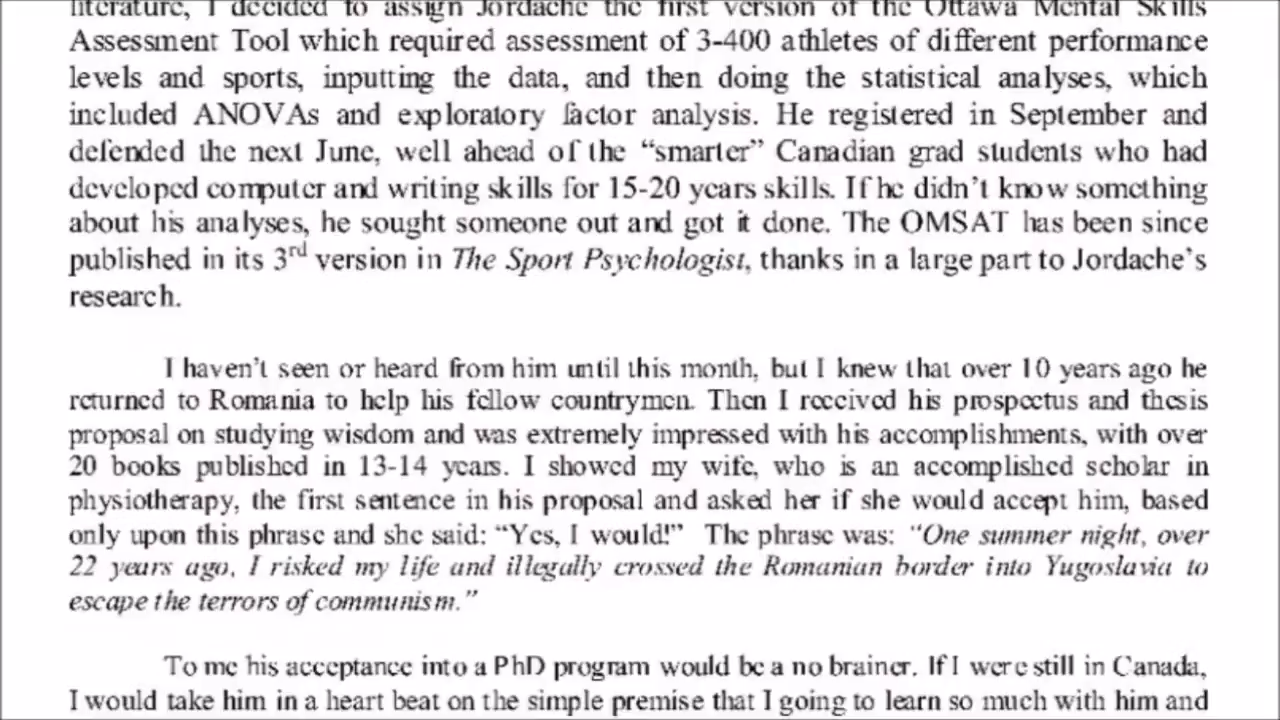 literature, I decided to assign Jordache the first version of the Ottawa Mental Skills
Assessment Tool which required assessment of 3-400 athletes of different performance
levels and sports, inputting the data, and then doing the statistical analyses, which
included ANOVAs and exploratory factor analysis. He registered in September and
defended the next June, well ahead of the “smarter” Canadian grad students who had
developed computer and writing skills for 15-20 years skills. If he didn’t know something
about his analyses, he sought someone out and got it done. The OMSAT has been since
published in its 3rd version in The Sport Psychologist, thanks in a large part to Jordache’s
research.
I haven’t seen or heard from him until this month, but I knew that over 10 years ago he
returned to Romania to help his fellow countrymen. Then I received his prospectus and thesis
proposal on studying wisdom and was extremely impressed with his accomplishments, with over
20 books published in 13-14 years. I showed my wife, who is an accomplished scholar in
physiotherapy, the first sentence in his proposal and asked her if she would accept him, based
only upon this phrase and she said: “Yes, I would!” The phrase was: “One summer night, over
22 years ago, I risked my life and illegally crossed the Romanian border into Yugoslavia to
escape the terrors of communism.”
To me his acceptance into a PhD program would be a no brainer. If I were still in Canada,
I would take him in a heart beat on the simple premise that I going to learn so much with him and